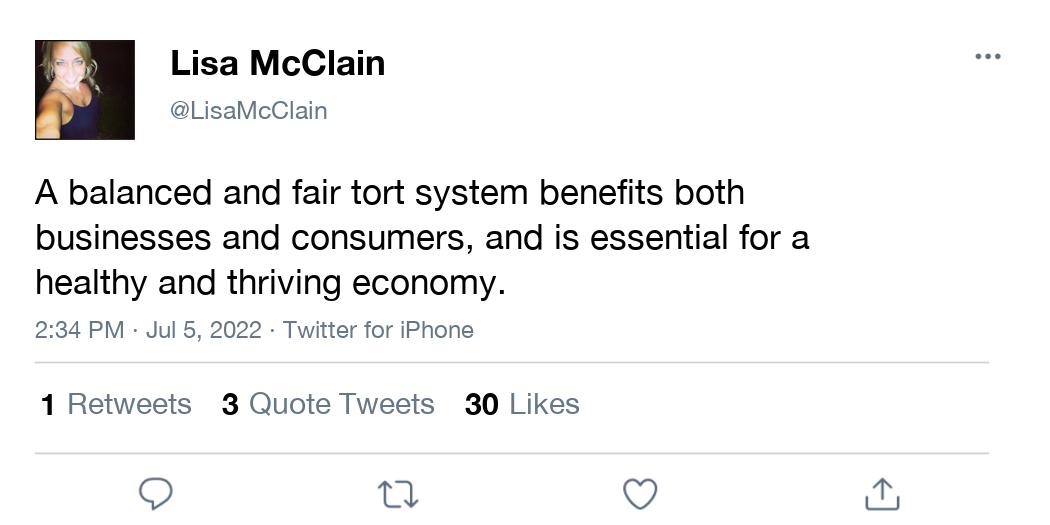 Lisa McClain
@LisaMcClain
A balanced and fair tort system benefits both
businesses and consumers, and is essential for a
healthy and thriving economy.
2:34 PM · Jul 5, 2022 · Twitter for iPhone
1 Retweets 3 Quote Tweets 30 Likes